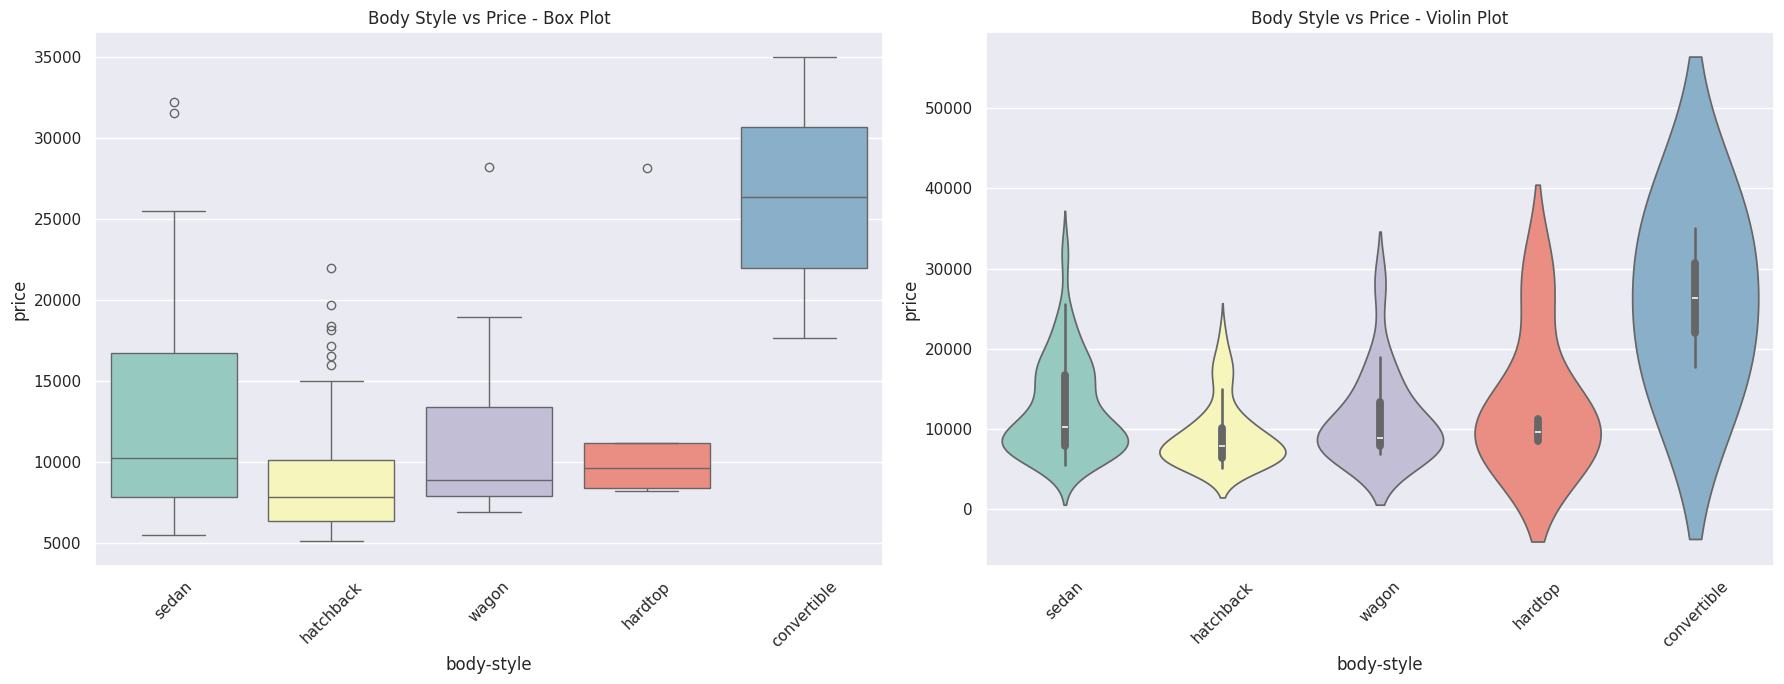 Body Style vs Price - Box Plot
35000
30000
25000
20000
15000
10000
5000
price
sedan
hatchback
wagon
hardtop
convertible
body-style
Body Style vs Price - Violin Plot
50000
40000
30000
20000
10000
0
price
sedan
hatchback
wagon
hardtop
convertible
body-style